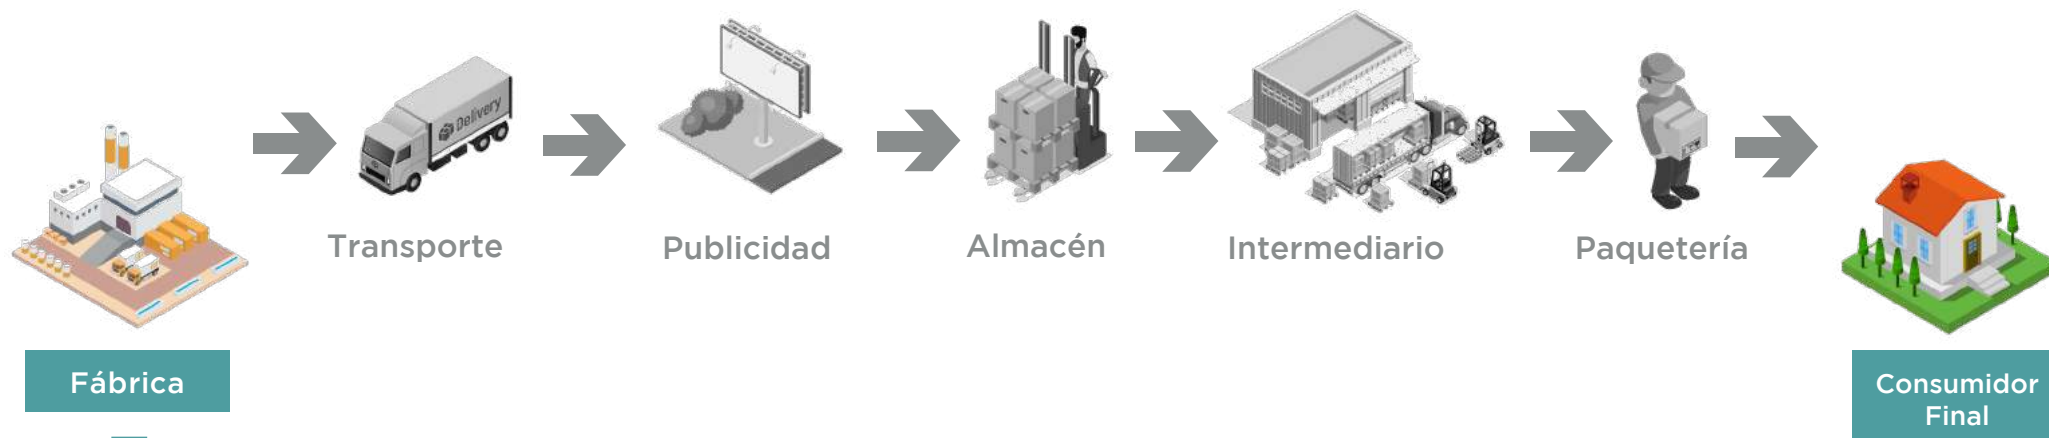 Delivery
Transporte
Publicidad
Almacén
Intermediario
Paquetería
Fábrica
Consumidor
Final